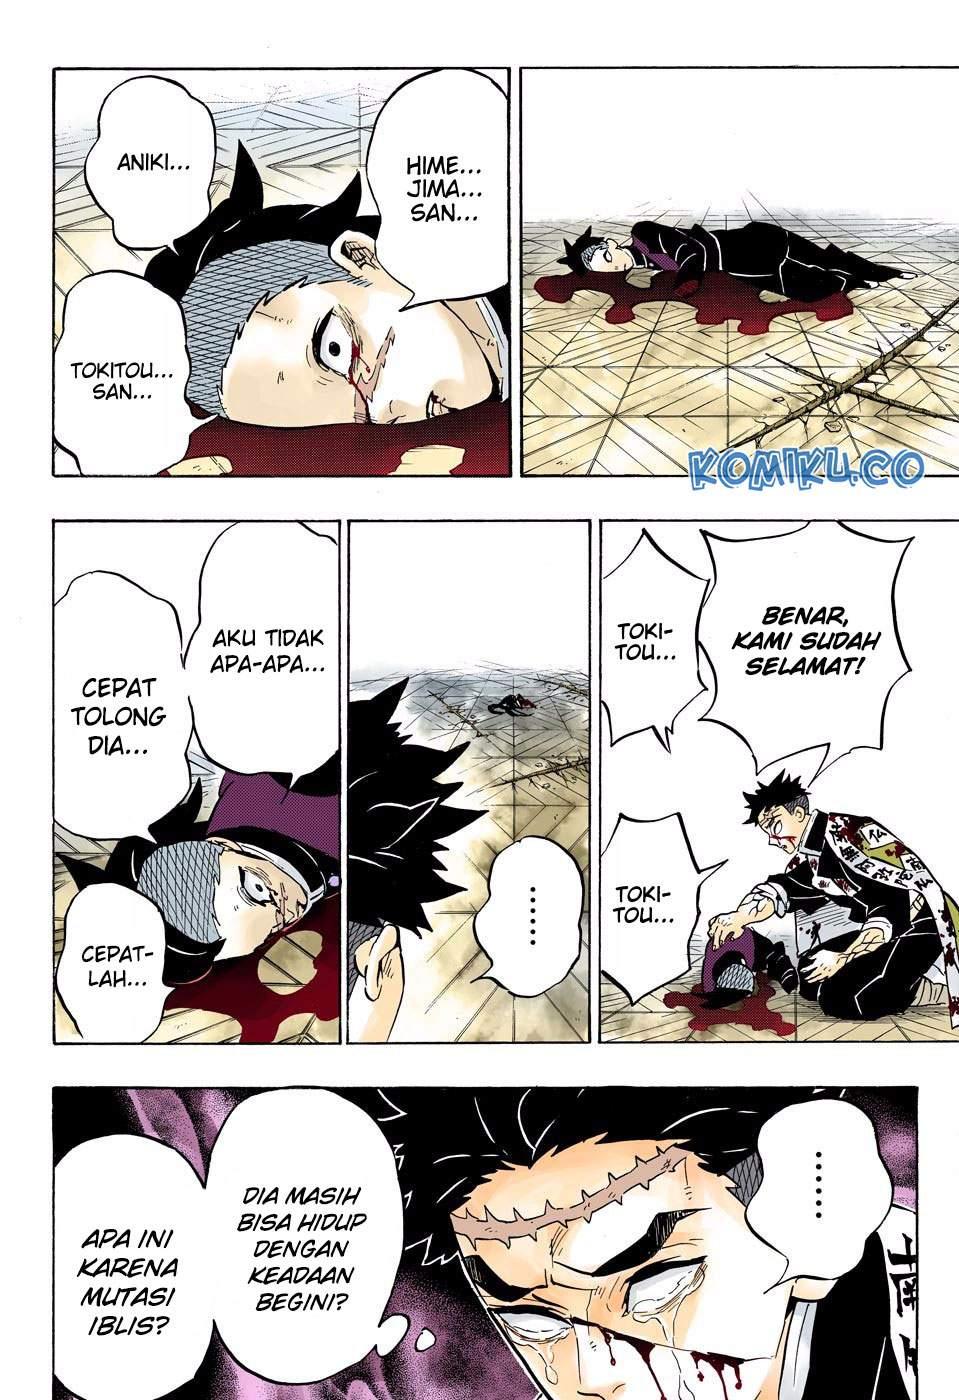 HIME...
JIMA...
SAN...
ANIKI...
TOKITOU...
SAN...
KOMIKU.CO
BENAR,
KAMI SUDAH
SELAMAT!
TOKI-
TOU...
TOKI-
TOU...
......
AKU TIDAK
APA-APA...
CEPAT
TOLONG
DIA...
CEPAT-
LAH...
......
DIA MASIH
BISA HIDUP
DENGAN
KEADAAN
BEGINI?
APA INI
KARENA
MUTASI
IBLIS?